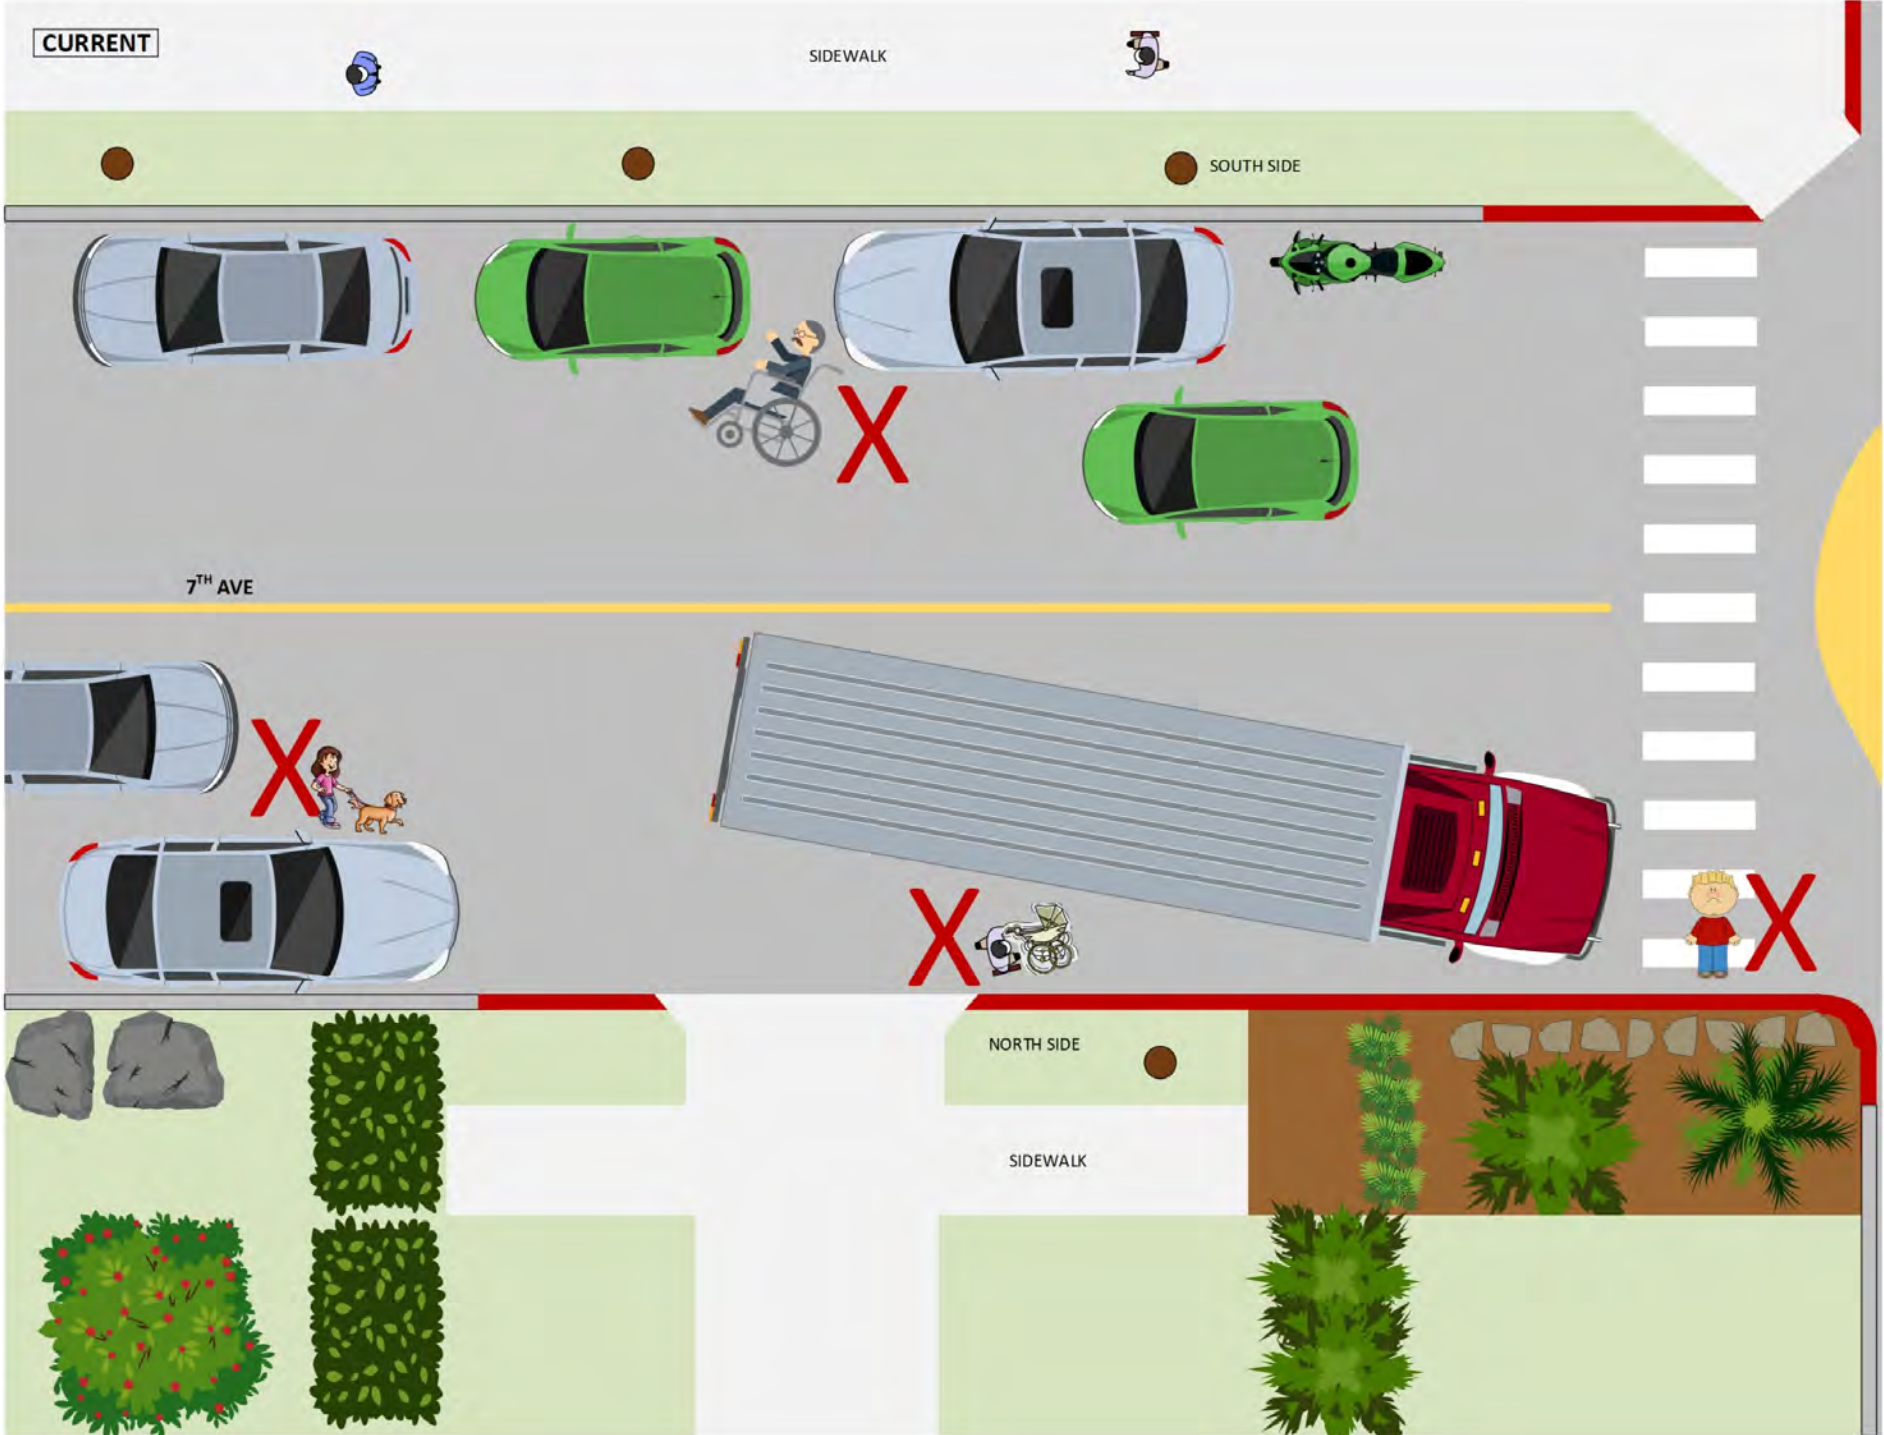 CURRENT
SIDEWALK
SOUTH SIDE
X
7TH AVE
X
X
X
NORTH SIDE
SIDEWALK